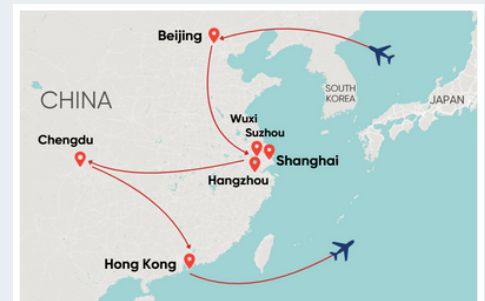 Beijing
CHINA
SOUTH
KOREA
JAPAN
Wuxi
Suzhou
Chengdu
Shanghai
Hangzhou
Hong Kong